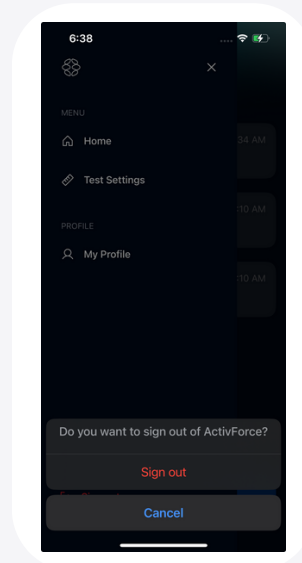 6:38
MENU
Home
34 AM
Test Settings
10 AM
PROFILE
My Profile
10 AM
Do you want to sign out of ActivForce?
Sign out
Cancel